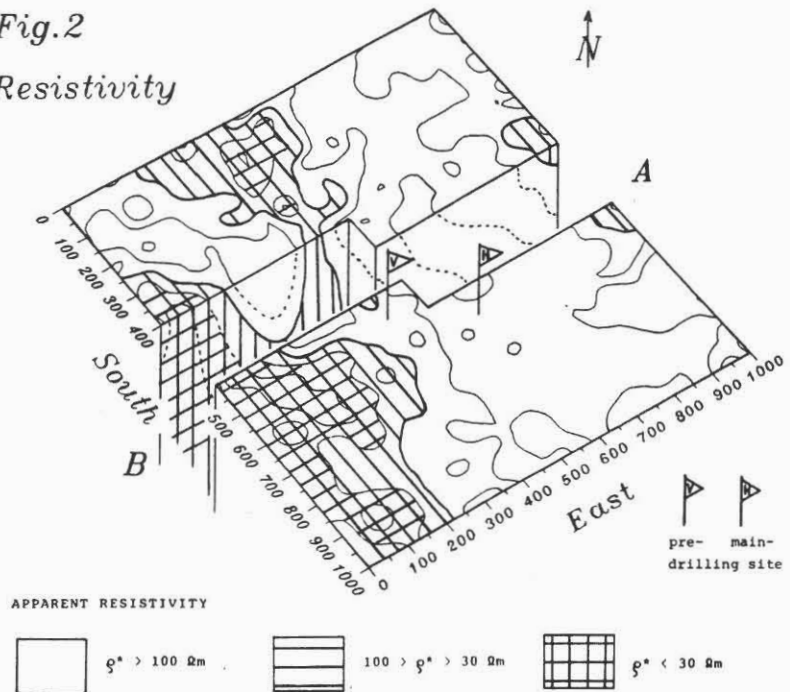 Fig.2
Resistivity
N
A
0
100
200
300
400
South
B
500
600
700
800
900
1000
0
100
200
300
400
500
600
700
800
900
1000
East
V
H
V
H
pre- main-
drilling site
APPARENT RESISTIVITY
ρ* > 100 Ωm
100 > ρ* > 30 Ωm
ρ* < 30 Ωm